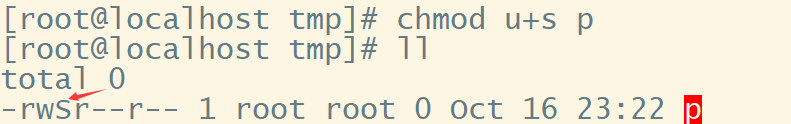 [root@localhost tmp]# chmod u+s p
[root@localhost tmp]# ll
total 0
-rwSr--r-- 1 root root 0 Oct 16 23:22 p